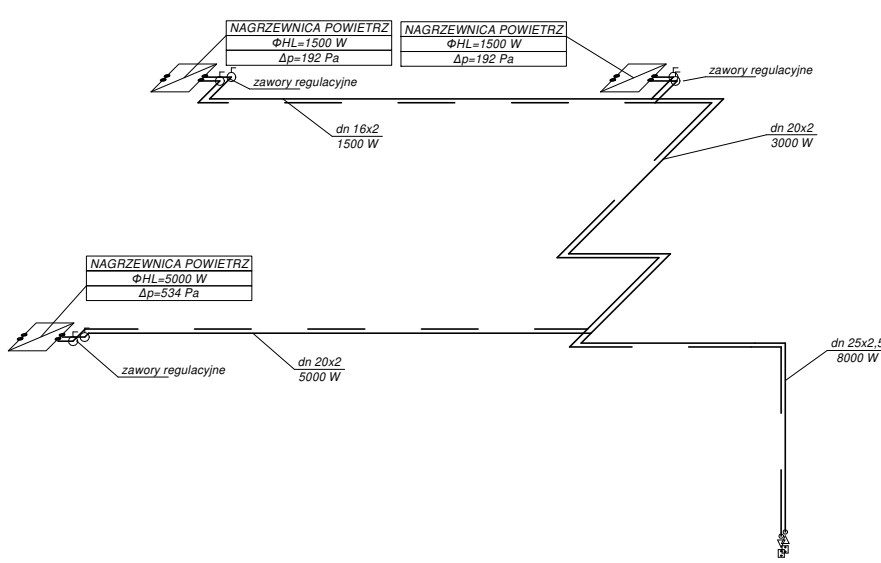 NAGRZEWNICA POWIETRZ
ΦHL=1500 W
Δp=192 Pa
NAGRZEWNICA POWIETRZ
ΦHL=1500 W
Δp=192 Pa
zawory regulacyjne
zawory regulacyjne
dn 16x2
1500 W
dn 20x2
3000 W
NAGRZEWNICA POWIETRZ
ΦHL=5000 W
Δp=534 Pa
zawory regulacyjne
dn 20x2
5000 W
dn 25x2,5
8000 W